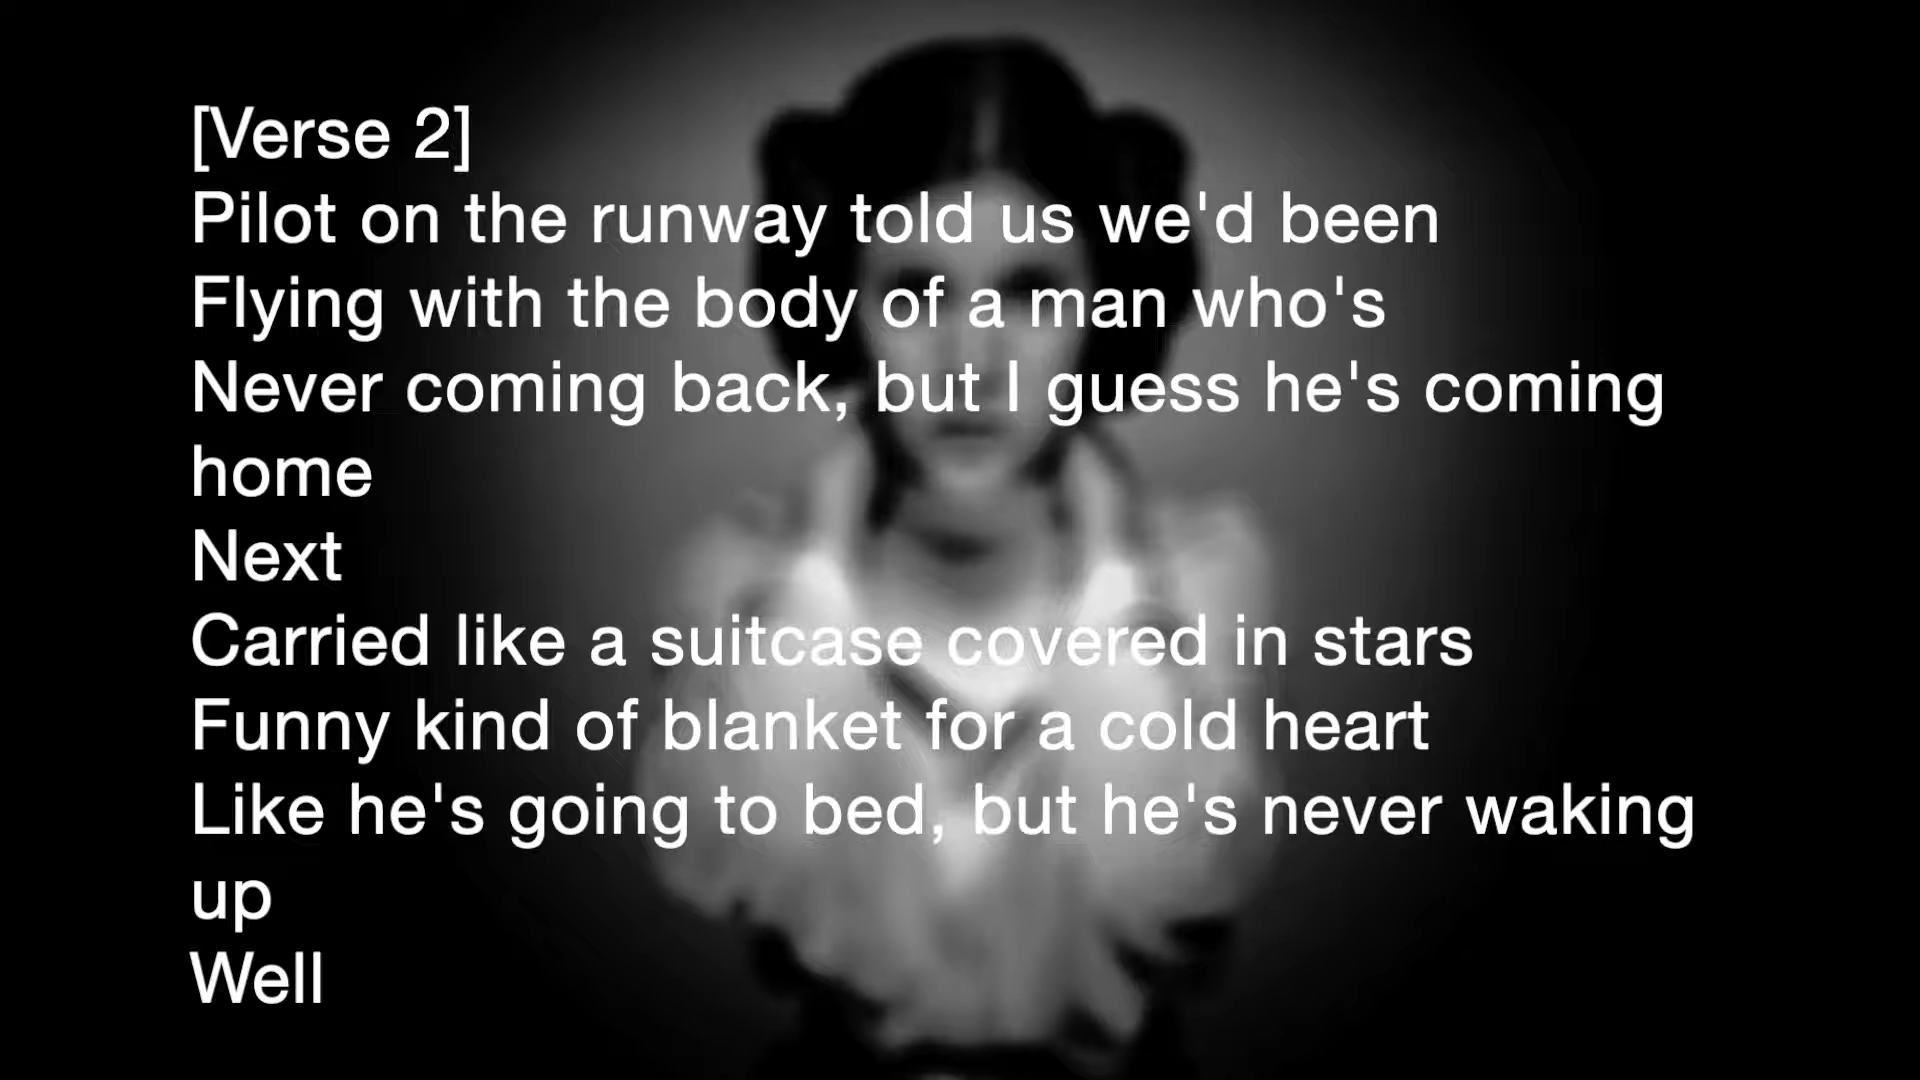 [Verse 2]
Pilot on the runway told us we'd been
Flying with the body of a man who's
Never coming back, but I guess he's coming
home
Next
Carried like a suitcase covered in stars
Funny kind of blanket for a cold heart
Like he's going to bed, but he's never waking
up
Well